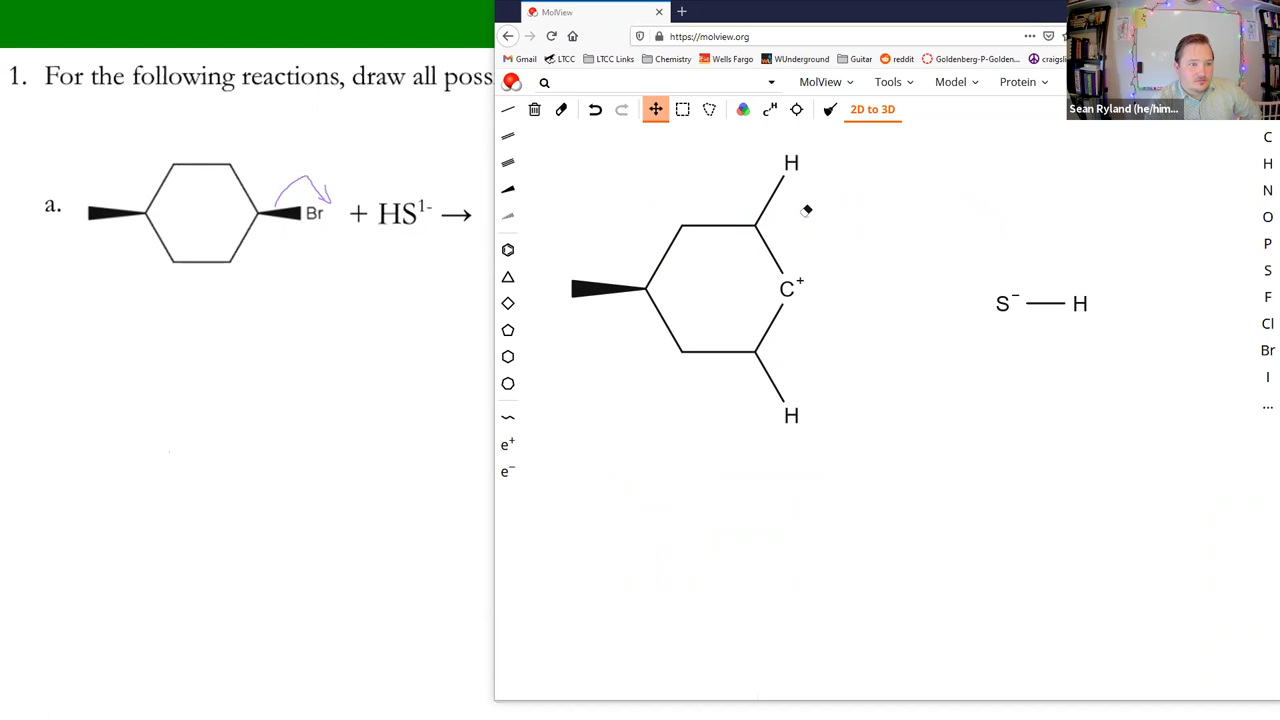 MolView
https://molview.org
Gmail LTCC LTCC Links Chemistry Wells Fargo WUnderground Guitar reddit Goldenberg-P-Golden...
MolView Tools Model Protein
C H 2D to 3D
Sean Ryland (he/him...
1. For the following reactions, draw all poss
a. Br + HS1- →
H
C+
H
S− H
e+
e−
C
H
N
O
P
S
F
Cl
Br
I
...